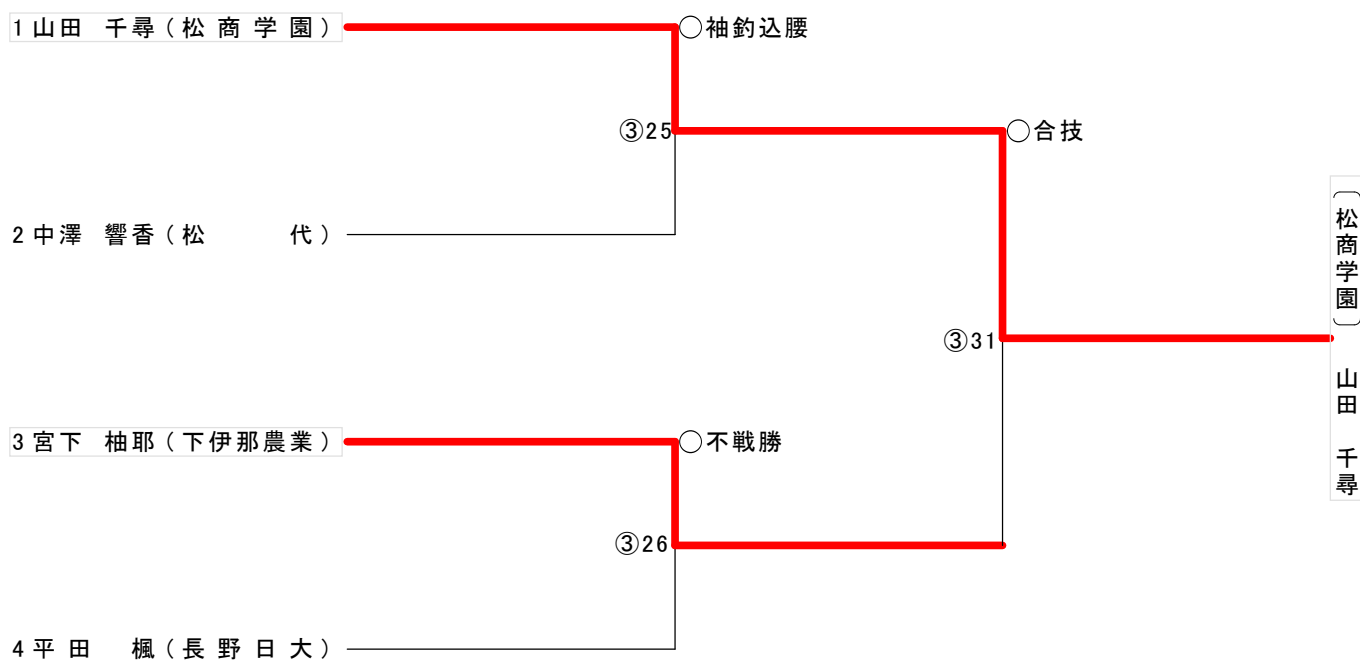 1 山田　千尋 ( 松 商 学 園 )
○袖釣込腰
③25
○合技
2 中澤　響香 ( 松　　　代 )
(松商学園)　山田　千尋
③31
3 宮下　柚耶 ( 下伊那農業 )
○不戦勝
③26
4 平 田　楓 ( 長 野 日 大 )